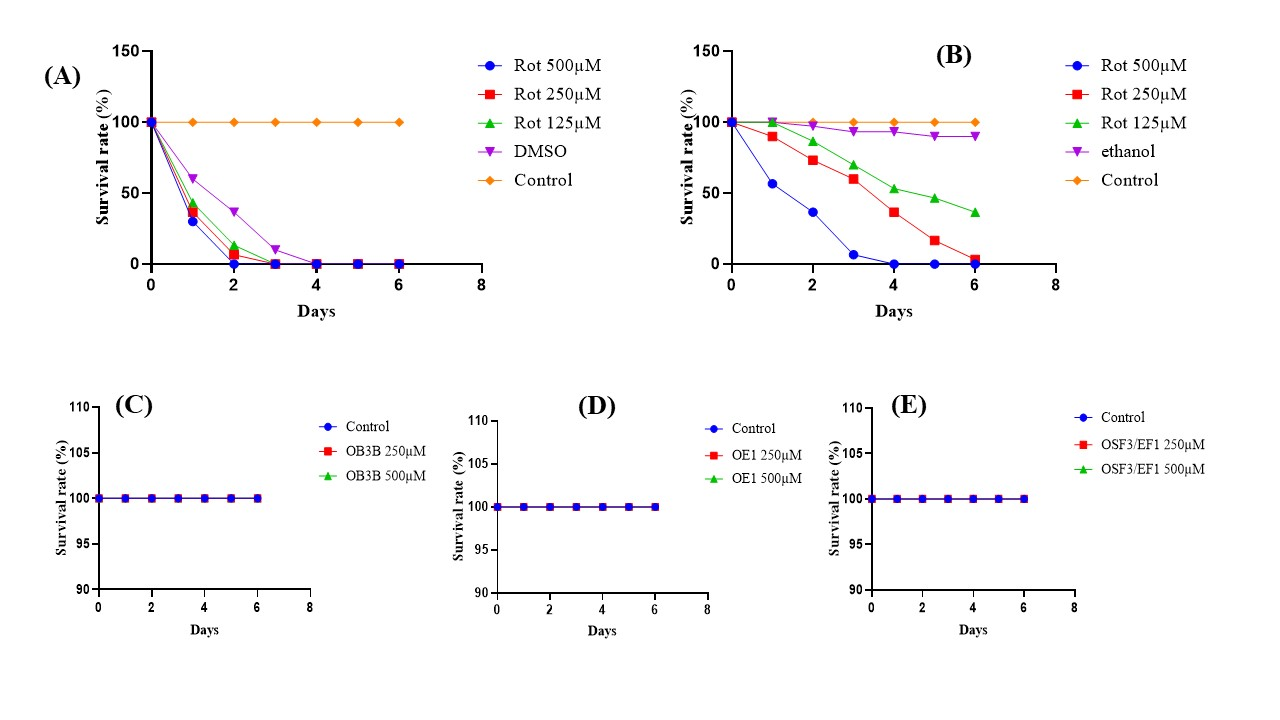 (A)
Survival rate (%)
150
100
50
0
0 2 4 6 8
Days
Rot 500µM
Rot 250µM
Rot 125µM
DMSO
Control
(B)
Survival rate (%)
150
100
50
0
0 2 4 6 8
Days
Rot 500µM
Rot 250µM
Rot 125µM
ethanol
Control
(C)
Survival rate (%)
110
105
100
95
90
0 2 4 6 8
Days
Control
OB3B 250µM
OB3B 500µM
(D)
Survival rate (%)
110
105
100
95
90
0 2 4 6 8
Days
Control
OE1 250µM
OE1 500µM
(E)
Survival rate (%)
110
105
100
95
90
0 2 4 6 8
Days
Control
OSF3/EF1 250µM
OSF3/EF1 500µM